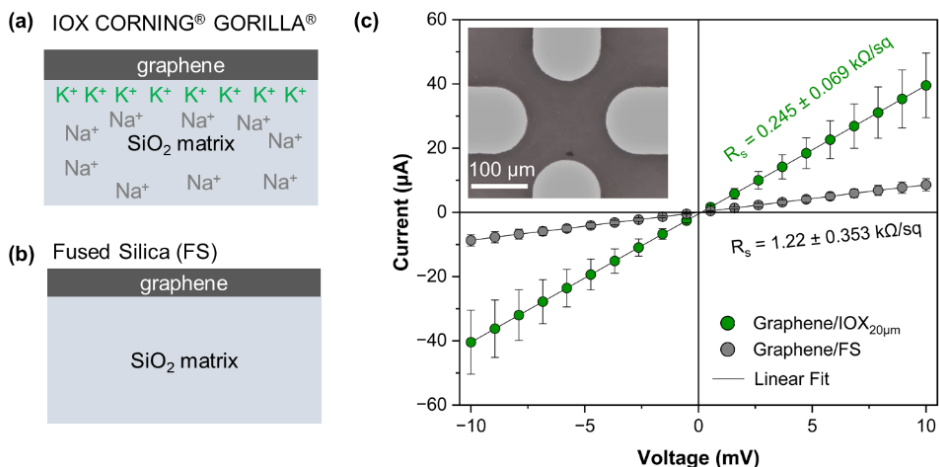 (a) IOX CORNING® GORILLA®
graphene
K⁺ K⁺ K⁺ K⁺ K⁺ K⁺ K⁺ K⁺
Na⁺ Na⁺ Na⁺ Na⁺
SiO₂ matrix
Na⁺ Na⁺
Na⁺ Na⁺ Na⁺
(b) Fused Silica (FS)
graphene
SiO₂ matrix
(c)
60
40
20
0
−20
−40
−60
Current (µA)
100 µm
Rₛ = 0.245 ± 0.069 kΩ/sq
Rₛ = 1.22 ± 0.353 kΩ/sq
Graphene/IOX₂₀µm
Graphene/FS
Linear Fit
−10 −5 0 5 10
Voltage (mV)